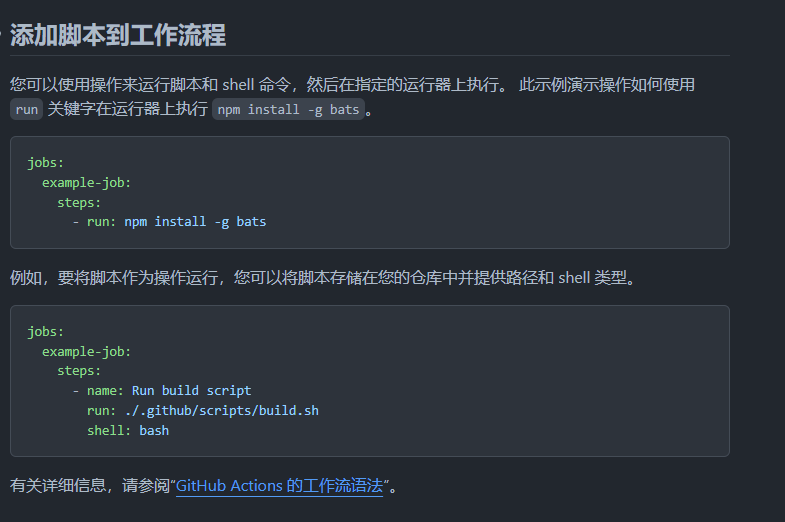 添加脚本到工作流程
您可以使用操作来运行脚本和 shell 命令，然后在指定的运行器上执行。 此示例演示操作如何使用
run 关键字在运行器上执行 npm install -g bats。
jobs:
  example-job:
    steps:
      - run: npm install -g bats
例如，要将脚本作为操作运行，您可以将脚本存储在您的仓库中并提供路径和 shell 类型。
jobs:
  example-job:
    steps:
      - name: Run build script
        run: ./.github/scripts/build.sh
        shell: bash
有关详细信息，请参阅“GitHub Actions 的工作流语法”。